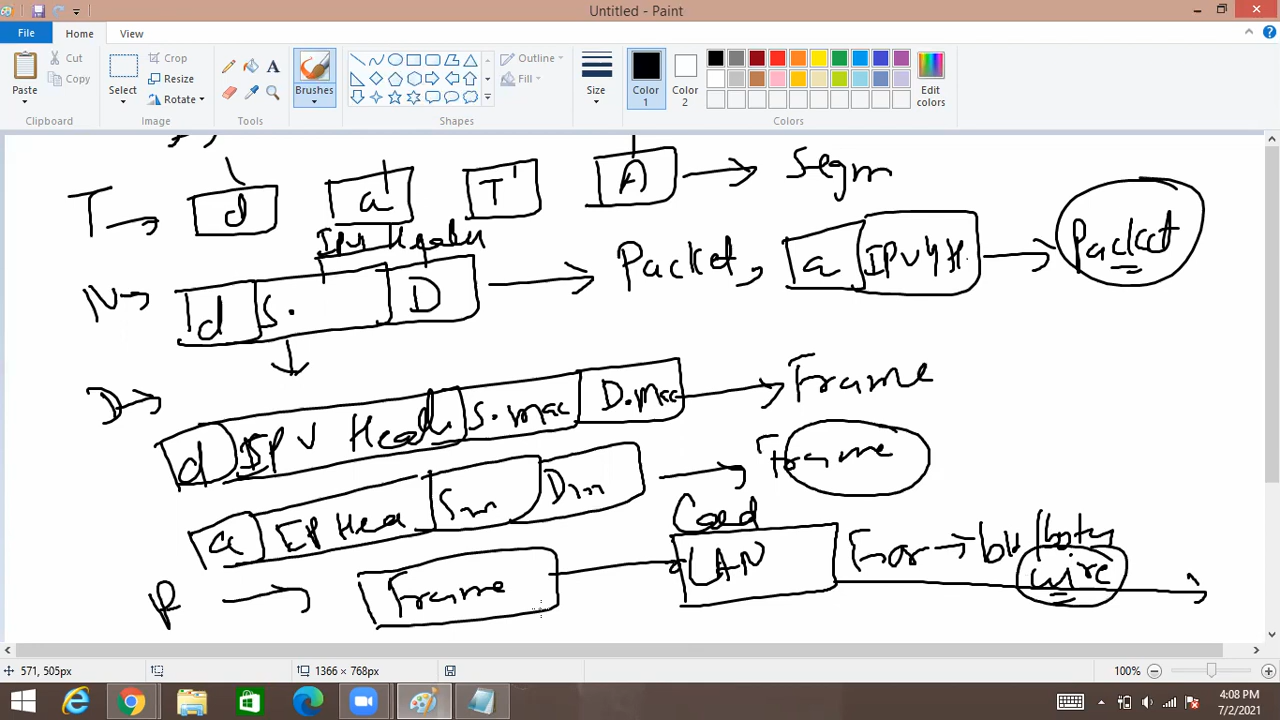 Untitled - Paint
File Home View
Cut
Copy
Paste
Clipboard
Select
Crop
Resize
Rotate
Image
A
Tools
Brushes
Shapes
Outline
Fill
Size
Color 1
Color 2
Edit colors
Colors
T → d a T A → Segm
IPv Header
N → d S. D → Packet, a IPv4 H. → Packet
D → d IPV Head S.mac D.mac → Frame
a IP Hea Sm Dm → Frame
Card
P → Frame LAN Fra → bit/
wire
571, 505px 1366 × 768px 100%
4:08 PM
7/2/2021